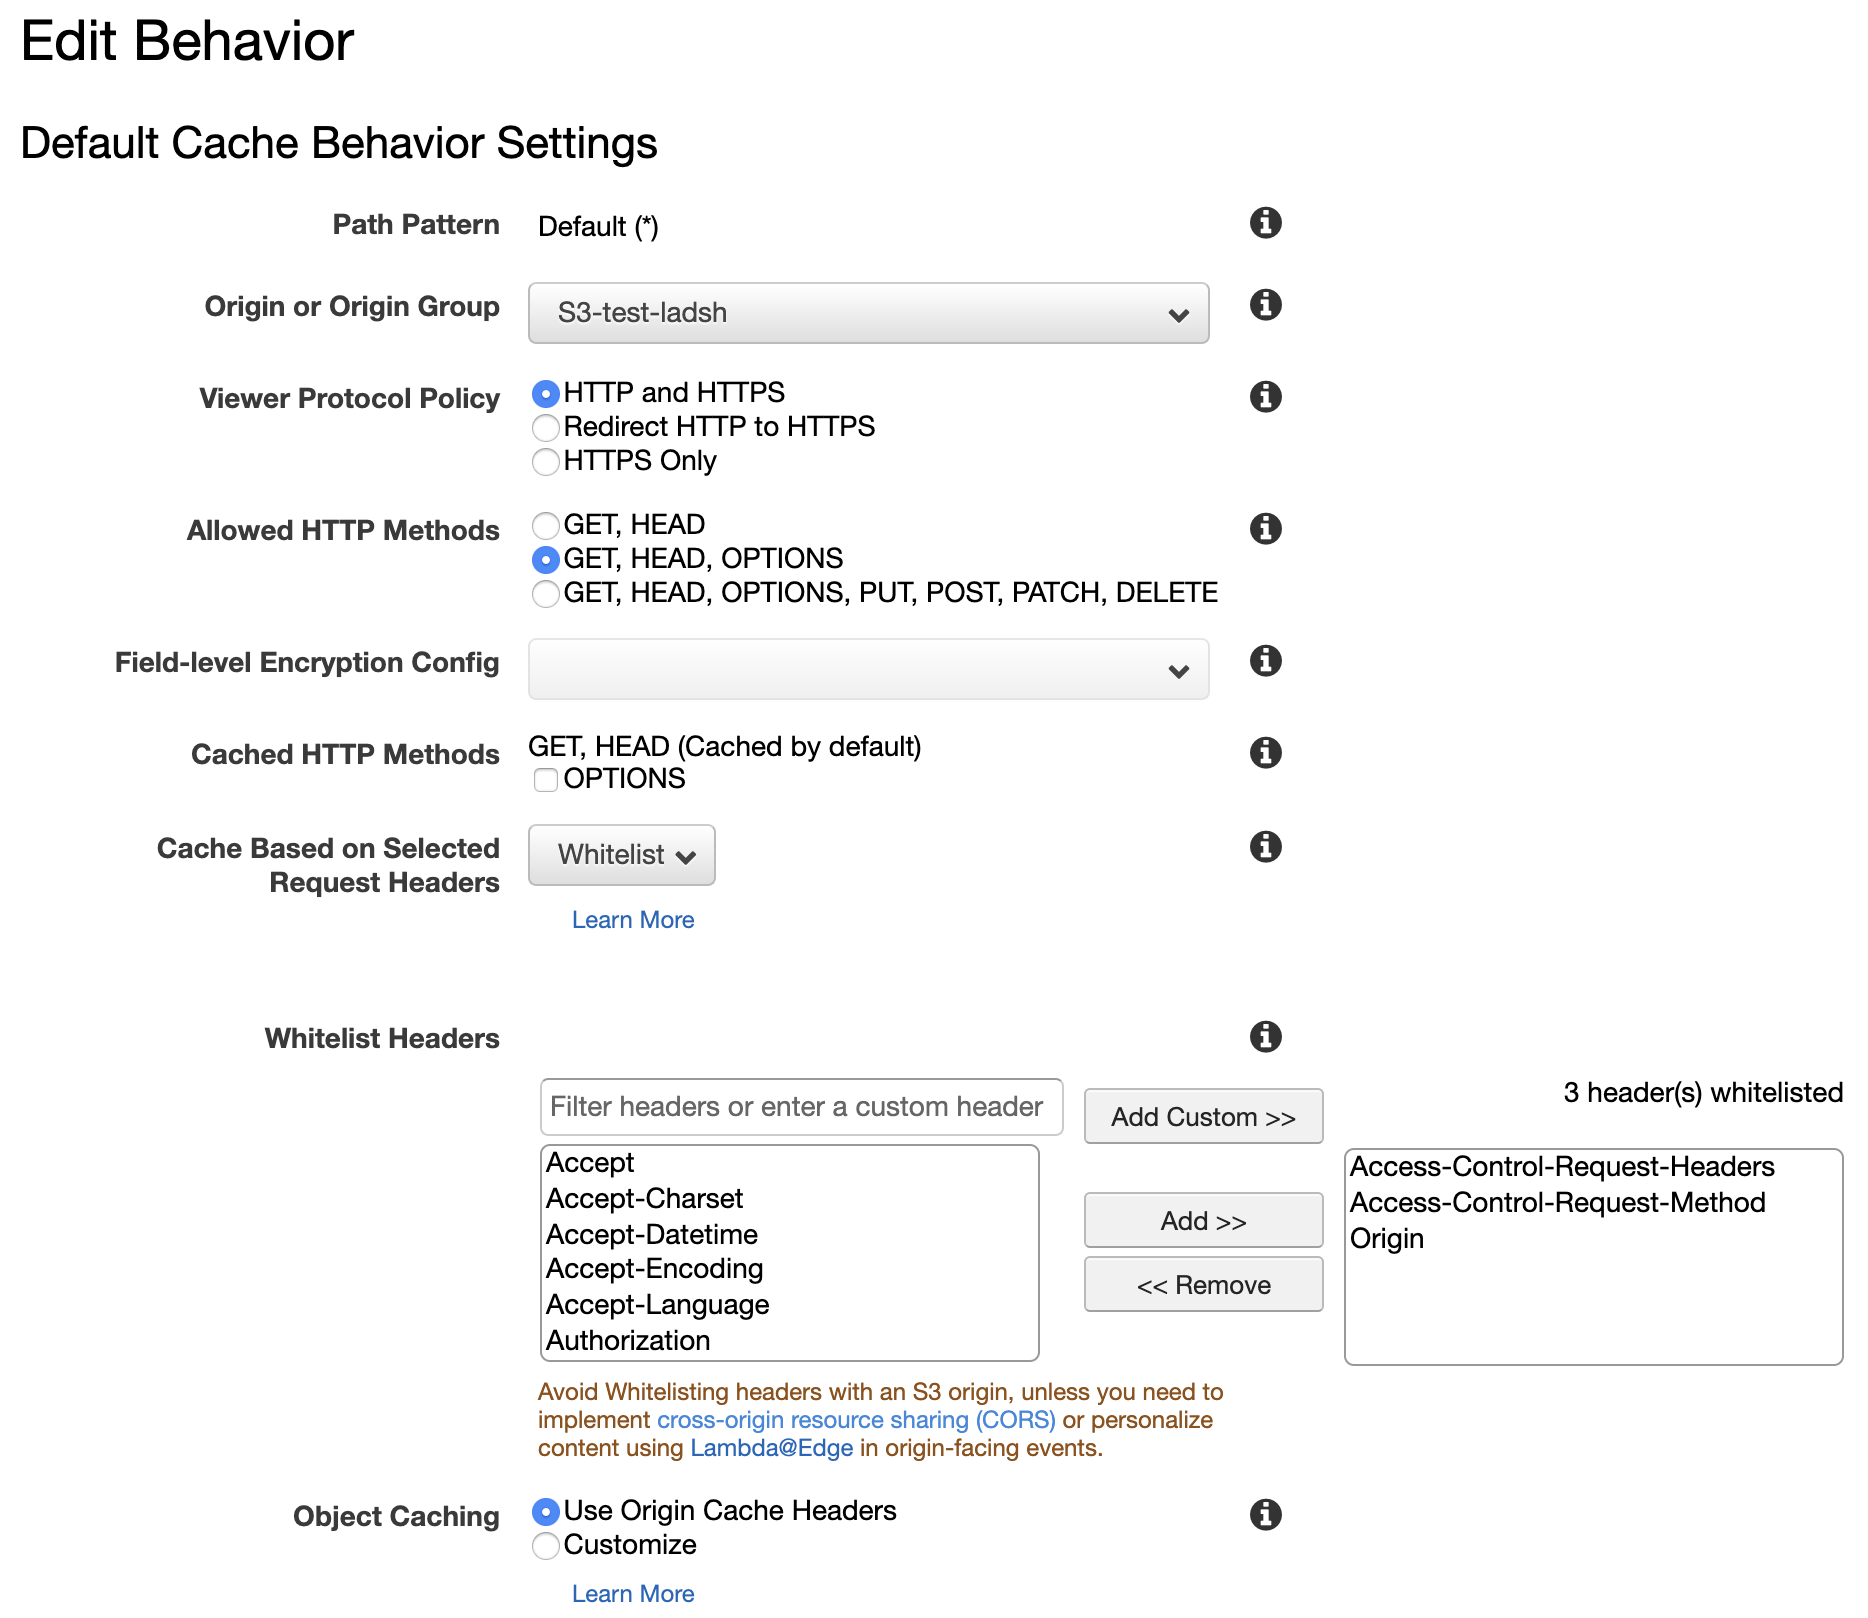 Edit Behavior
Default Cache Behavior Settings
Path Pattern
Default (*)
Origin or Origin Group
S3-test-ladsh
Viewer Protocol Policy
HTTP and HTTPS
Redirect HTTP to HTTPS
HTTPS Only
Allowed HTTP Methods
GET, HEAD
GET, HEAD, OPTIONS
GET, HEAD, OPTIONS, PUT, POST, PATCH, DELETE
Field-level Encryption Config
Cached HTTP Methods
GET, HEAD (Cached by default)
OPTIONS
Cache Based on Selected
Request Headers
Whitelist
Learn More
Whitelist Headers
Filter headers or enter a custom header
Add Custom >>
3 header(s) whitelisted
Accept
Accept-Charset
Accept-Datetime
Accept-Encoding
Accept-Language
Authorization
Add >>
<< Remove
Access-Control-Request-Headers
Access-Control-Request-Method
Origin
Avoid Whitelisting headers with an S3 origin, unless you need to
implement cross-origin resource sharing (CORS) or personalize
content using Lambda@Edge in origin-facing events.
Object Caching
Use Origin Cache Headers
Customize
Learn More